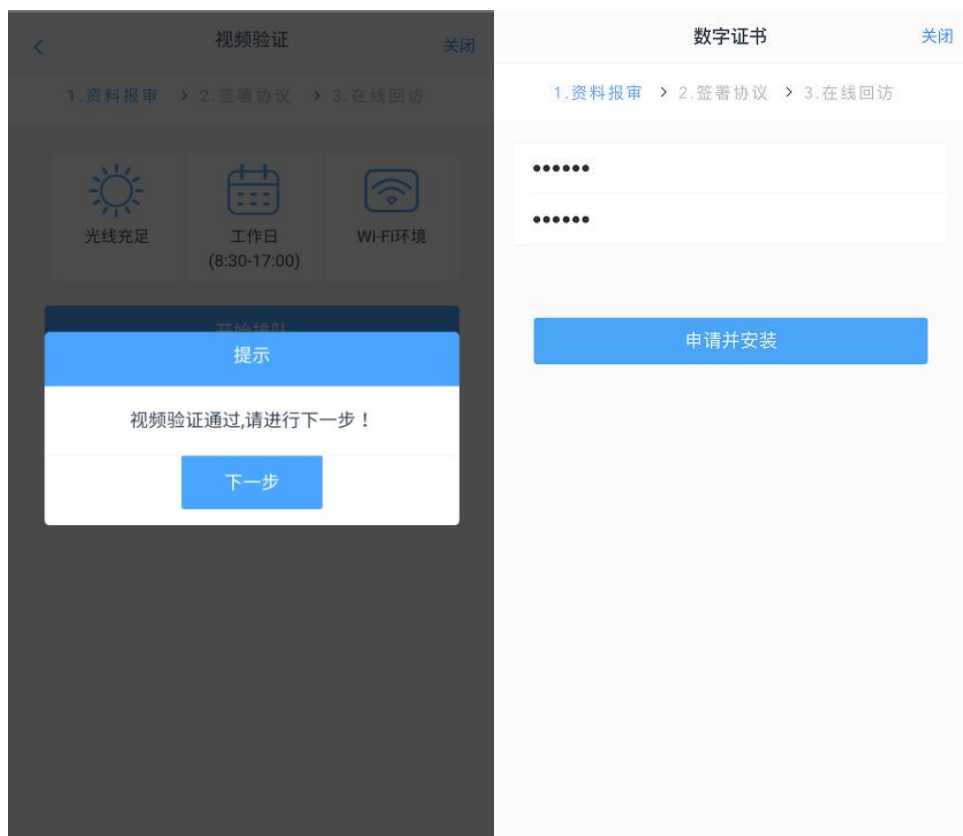 视频验证
关闭
1.资料报审 > 2.签署协议 > 3.在线回访
光线充足
工作日
(8:30-17:00)
WI-FI环境
开始排队
提示
视频验证通过,请进行下一步！
下一步
数字证书
关闭
1.资料报审 > 2.签署协议 > 3.在线回访
••••••
••••••
申请并安装